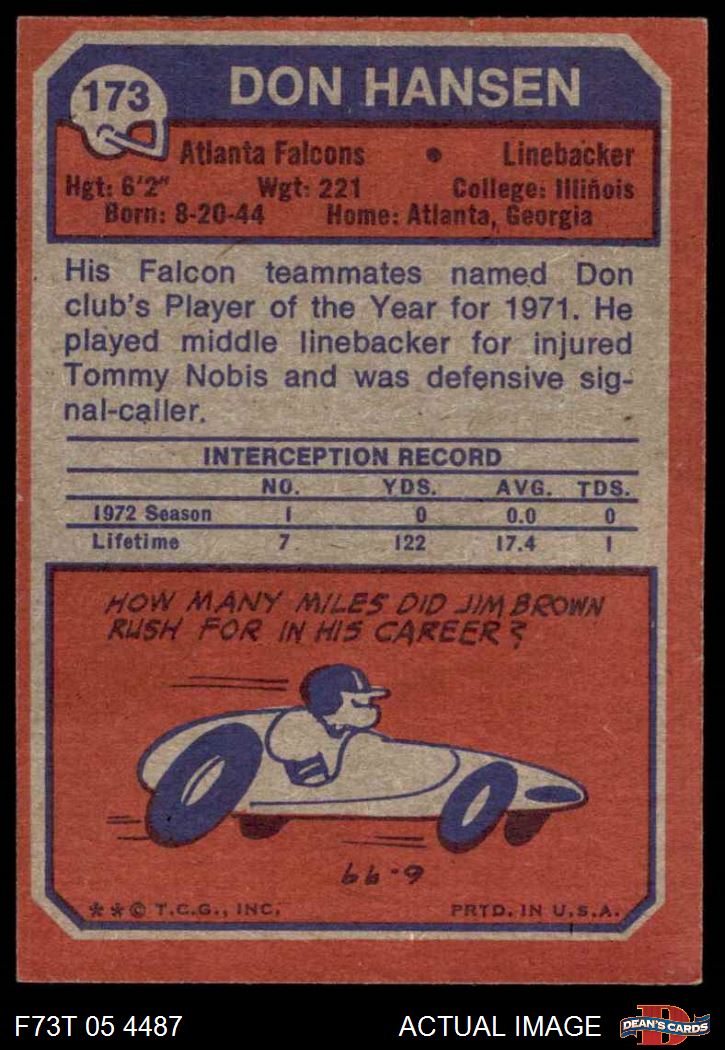 173
DON HANSEN
Atlanta Falcons • Linebacker
Hgt: 6'2" Wgt: 221 College: Illinois
Born: 8-20-44 Home: Atlanta, Georgia
His Falcon teammates named Don
club's Player of the Year for 1971. He
played middle linebacker for injured
Tommy Nobis and was defensive sig-
nal-caller.
INTERCEPTION RECORD
NO. YDS. AVG. TDS.
1972 Season 1 0 0.0 0
Lifetime 7 122 17.4 1
HOW MANY MILES DID JIM BROWN
RUSH FOR IN HIS CAREER?
66-9
**© T.C.G., INC. PRTD. IN U.S.A.
F73T 05 4487 ACTUAL IMAGE D DEAN'S CARDS